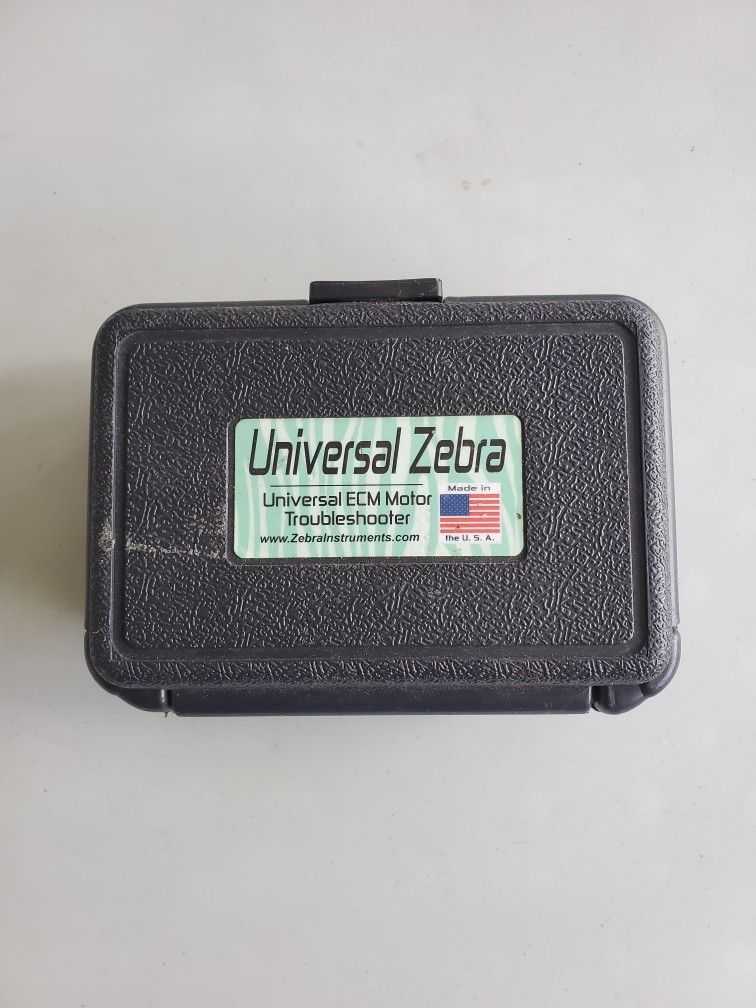 Universal Zebra
Universal ECM Motor
Troubleshooter
www.ZebraInstruments.com
Made in
the U. S. A.